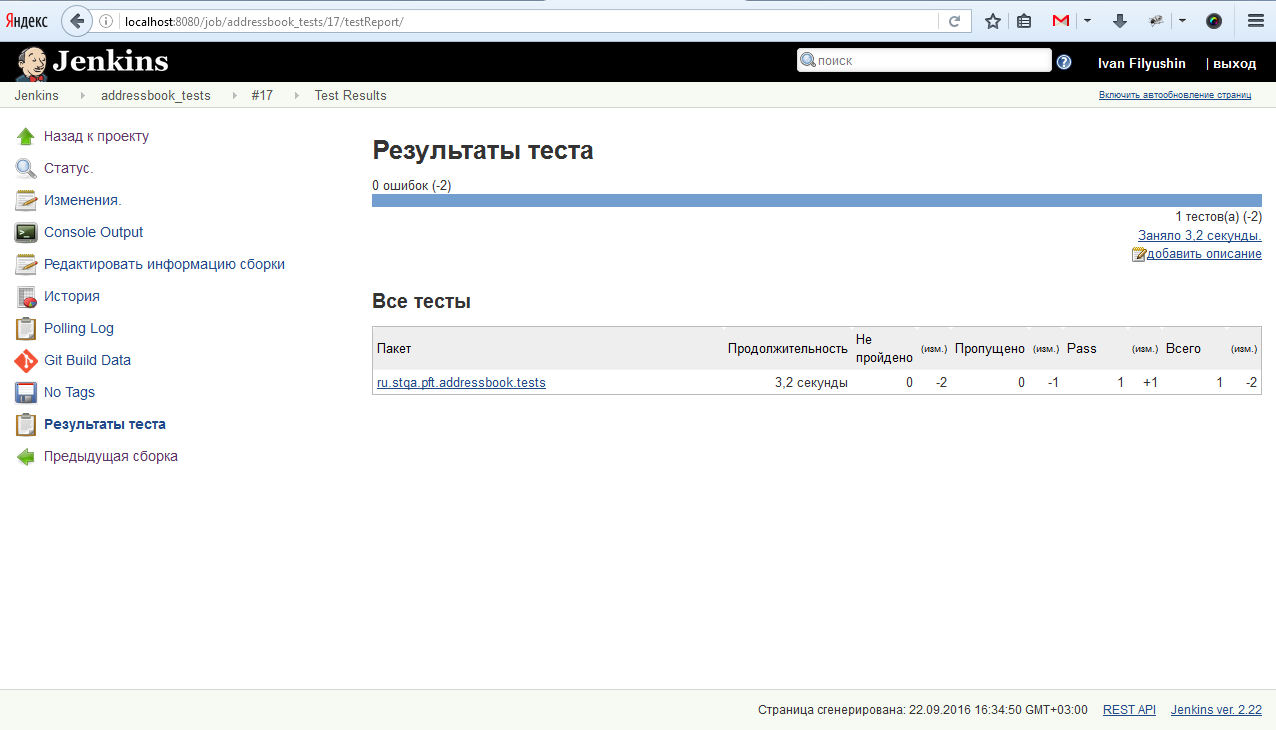 Яндекс localhost:8080/job/addressbook_tests/17/testReport/
Jenkins поиск Ivan Filyushin | выход
Jenkins addressbook_tests #17 Test Results Включить автообновление страниц
Назад к проекту
Статус.
Изменения.
Console Output
Редактировать информацию сборки
История
Polling Log
Git Build Data
No Tags
Результаты теста
Предыдущая сборка
Результаты теста
0 ошибок (-2)
1 тестов(а) (-2)
Заняло 3,2 секунды.
добавить описание
Все тесты
Пакет Продолжительность Не пройдено (изм.) Пропущено (изм.) Pass (изм.) Всего (изм.)
ru.stqa.pft.addressbook.tests 3,2 секунды 0 -2 0 -1 1 +1 1 -2
Страница сгенерирована: 22.09.2016 16:34:50 GMT+03:00 REST API Jenkins ver. 2.22